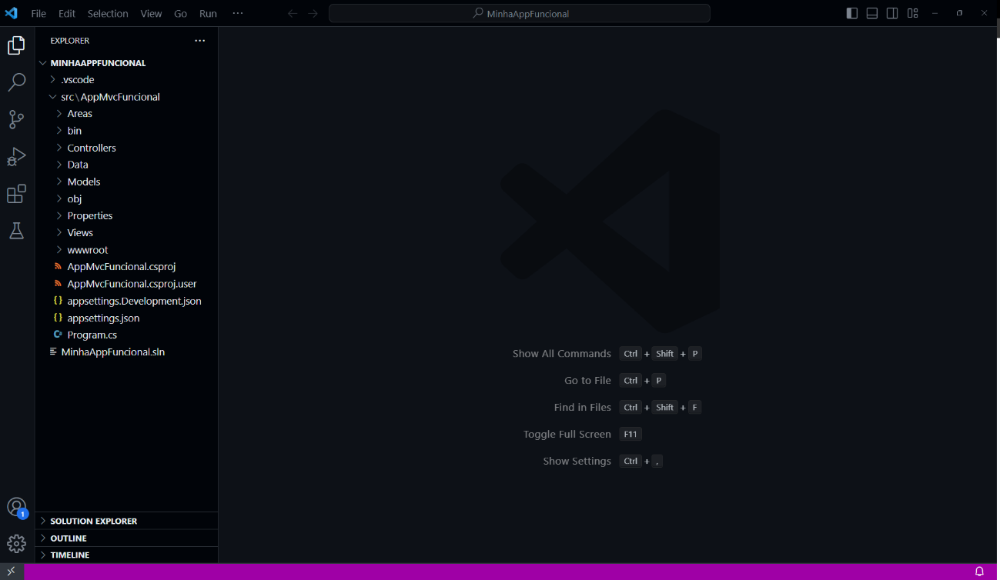 File Edit Selection View Go Run ···
MinhaAppFuncional
EXPLORER
MINHAAPPFUNCIONAL
.vscode
src\AppMvcFuncional
Areas
bin
Controllers
Data
Models
obj
Properties
Views
wwwroot
AppMvcFuncional.csproj
AppMvcFuncional.csproj.user
{} appsettings.Development.json
{} appsettings.json
C# Program.cs
MinhaAppFuncional.sln
Show All Commands Ctrl + Shift + P
Go to File Ctrl + P
Find in Files Ctrl + Shift + F
Toggle Full Screen F11
Show Settings Ctrl + ,
1
SOLUTION EXPLORER
OUTLINE
TIMELINE